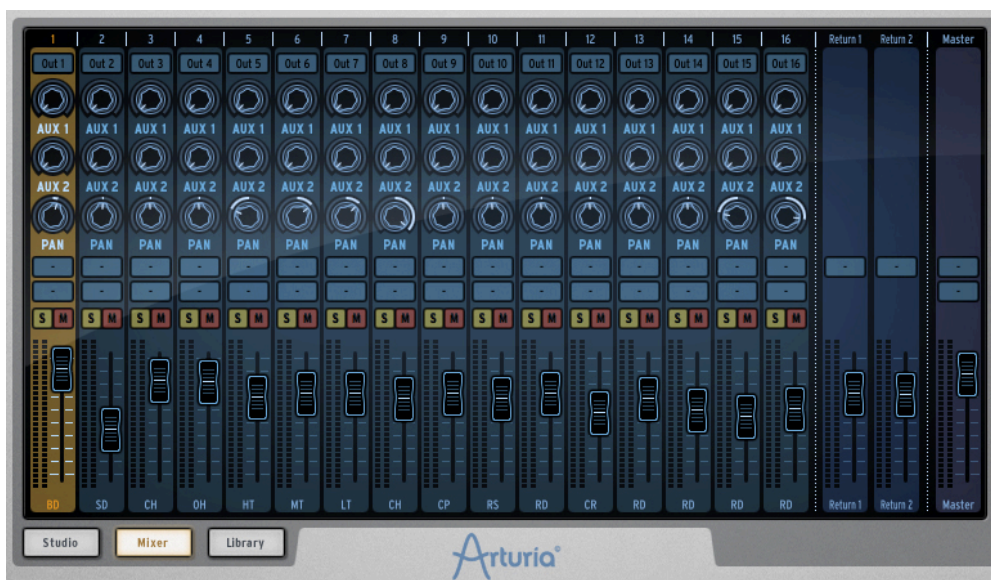 1 2 3 4 5 6 7 8 9 10 11 12 13 14 15 16 Return 1 Return 2 Master
Out 1 Out 2 Out 3 Out 4 Out 5 Out 6 Out 7 Out 8 Out 9 Out 10 Out 11 Out 12 Out 13 Out 14 Out 15 Out 16
AUX 1 AUX 1 AUX 1 AUX 1 AUX 1 AUX 1 AUX 1 AUX 1 AUX 1 AUX 1 AUX 1 AUX 1 AUX 1 AUX 1 AUX 1 AUX 1
AUX 2 AUX 2 AUX 2 AUX 2 AUX 2 AUX 2 AUX 2 AUX 2 AUX 2 AUX 2 AUX 2 AUX 2 AUX 2 AUX 2 AUX 2 AUX 2
PAN PAN PAN PAN PAN PAN PAN PAN PAN PAN PAN PAN PAN PAN PAN PAN
- - - - - - - - - - - - - - - - - - -
- - - - - - - - - - - - - - - - -
S M S M S M S M S M S M S M S M S M S M S M S M S M S M S M S M
BD SD CH OH HT MT LT CH CP RS RD CR RD RD RD RD Return 1 Return 2 Master
Studio Mixer Library
Arturia©